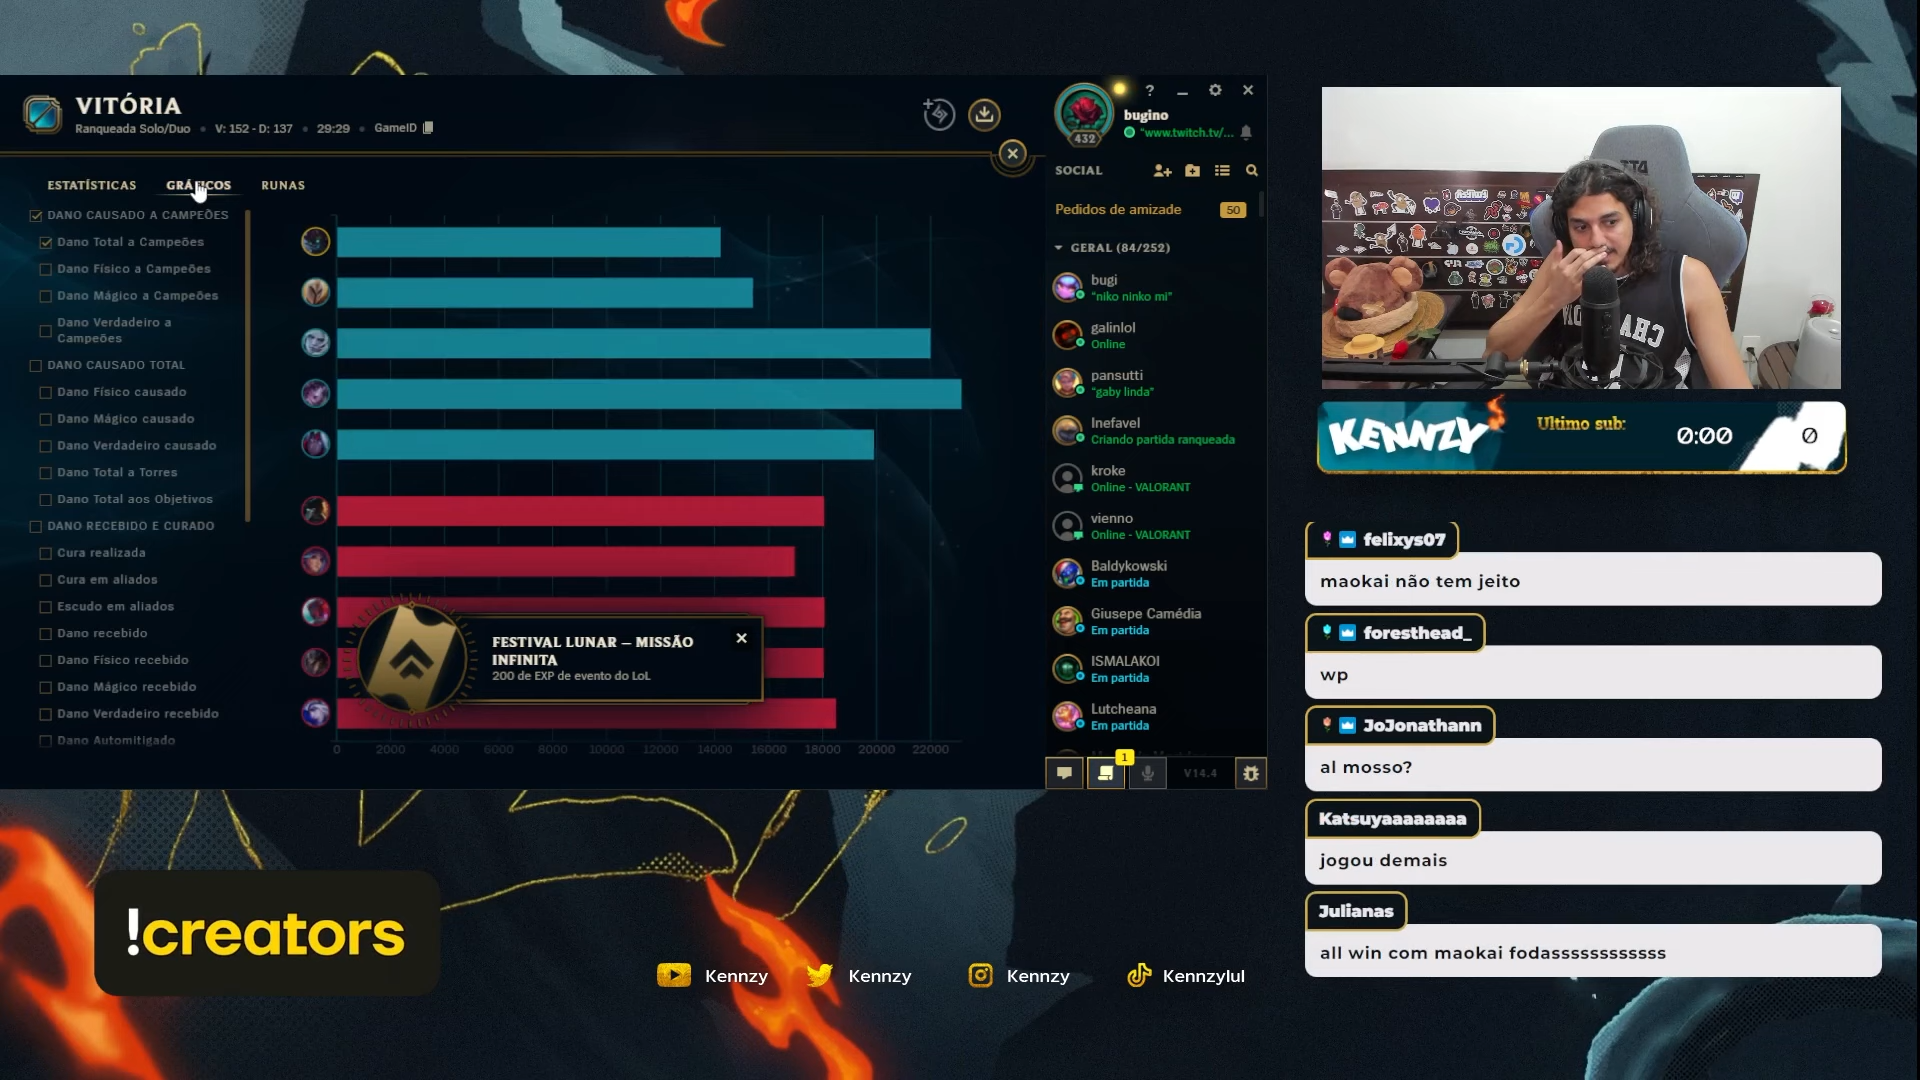 VITÓRIA
Ranqueada Solo/Duo • V: 152 - D: 137 • 29:29 • GameID
ESTATÍSTICAS GRÁFICOS RUNAS
DANO CAUSADO A CAMPEÕES
Dano Total a Campeões
Dano Físico a Campeões
Dano Mágico a Campeões
Dano Verdadeiro a
Campeões
DANO CAUSADO TOTAL
Dano Físico causado
Dano Mágico causado
Dano Verdadeiro causado
Dano Total a Torres
Dano Total aos Objetivos
DANO RECEBIDO E CURADO
Cura realizada
Cura em aliados
Escudo em aliados
Dano recebido
Dano Físico recebido
Dano Mágico recebido
Dano Verdadeiro recebido
Dano Automitigado
FESTIVAL LUNAR – MISSÃO
INFINITA
200 de EXP de evento do LoL
0 2000 4000 6000 8000 10000 12000 14000 16000 18000 20000 22000
432
?
bugino
"www.twitch.tv/...
SOCIAL
Pedidos de amizade 50
GERAL (84/252)
bugi
"niko ninko mi"
galinlol
Online
pansutti
"gaby linda"
Inefavel
Criando partida ranqueada
kroke
Online - VALORANT
vienno
Online - VALORANT
Baldykowski
Em partida
Giusepe Camédia
Em partida
ISMALAKOI
Em partida
Lutcheana
Em partida
1
V14.4
KENNZY
Ultimo sub:
0:00
0
felixys07
maokai não tem jeito
foresthead_
wp
JoJonathann
al mosso?
Katsuyaaaaaaaa
jogou demais
Julianas
all win com maokai fodassssssssssss
!creators
Kennzy Kennzy Kennzy Kennzylul